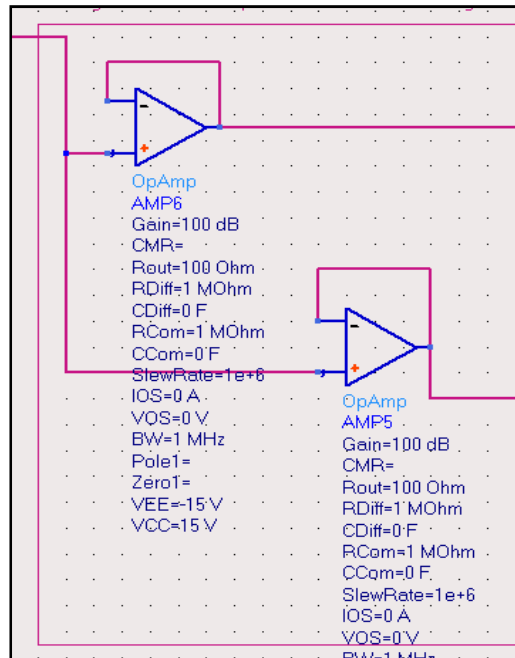 -
+
OpAmp
AMP6
Gain=100 dB
CMR=
Rout=100 Ohm
RDiff=1 MOhm
CDiff=0 F
RCom=1 MOhm
CCom=0 F
SlewRate=1e+6
IOS=0 A
VOS=0 V
BW=1 MHz
Pole1=
Zero1=
VEE=-15 V
VCC=15 V
-
+
OpAmp
AMP5
Gain=100 dB
CMR=
Rout=100 Ohm
RDiff=1 MOhm
CDiff=0 F
RCom=1 MOhm
CCom=0 F
SlewRate=1e+6
IOS=0 A
VOS=0 V
BW=1 MHz